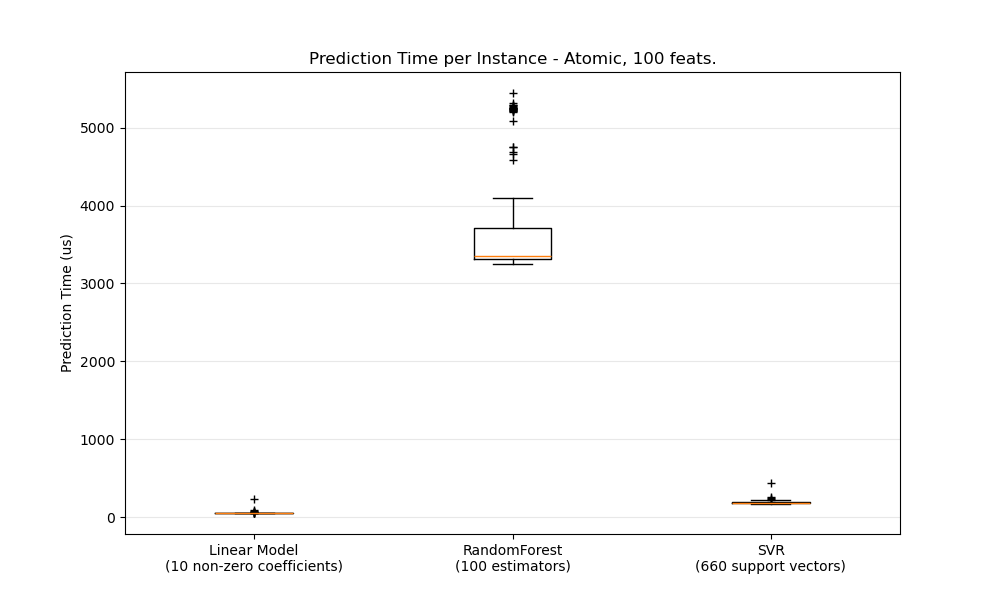 Prediction Time per Instance - Atomic, 100 feats.
Prediction Time (us)
5000
4000
3000
2000
1000
0
Linear Model
(10 non-zero coefficients)
RandomForest
(100 estimators)
SVR
(660 support vectors)